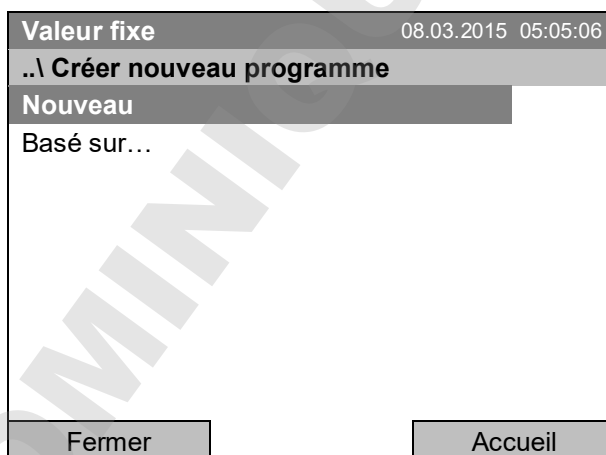 Valeur fixe 08.03.2015 05:05:06
..\ Créer nouveau programme
Nouveau
Basé sur…
Fermer Accueil